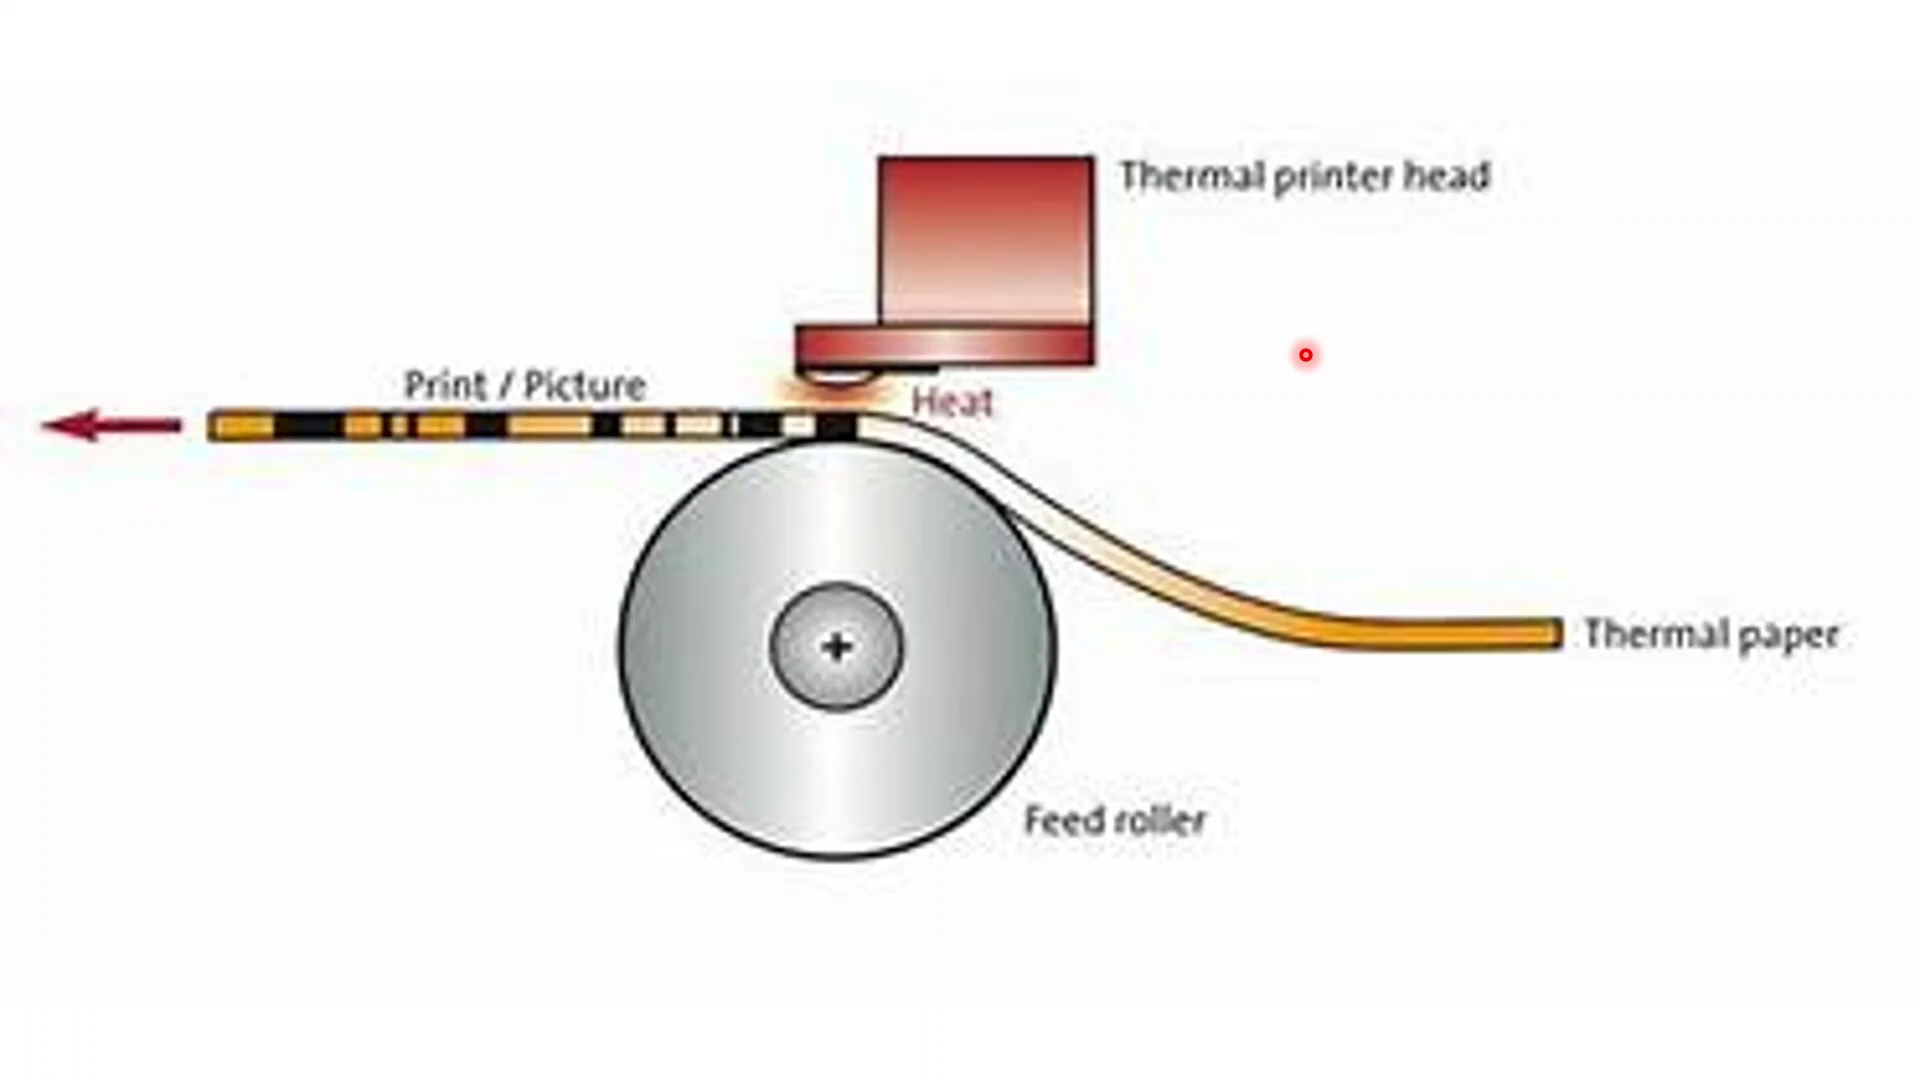 Thermal printer head
Print / Picture
Heat
Thermal paper
Feed roller